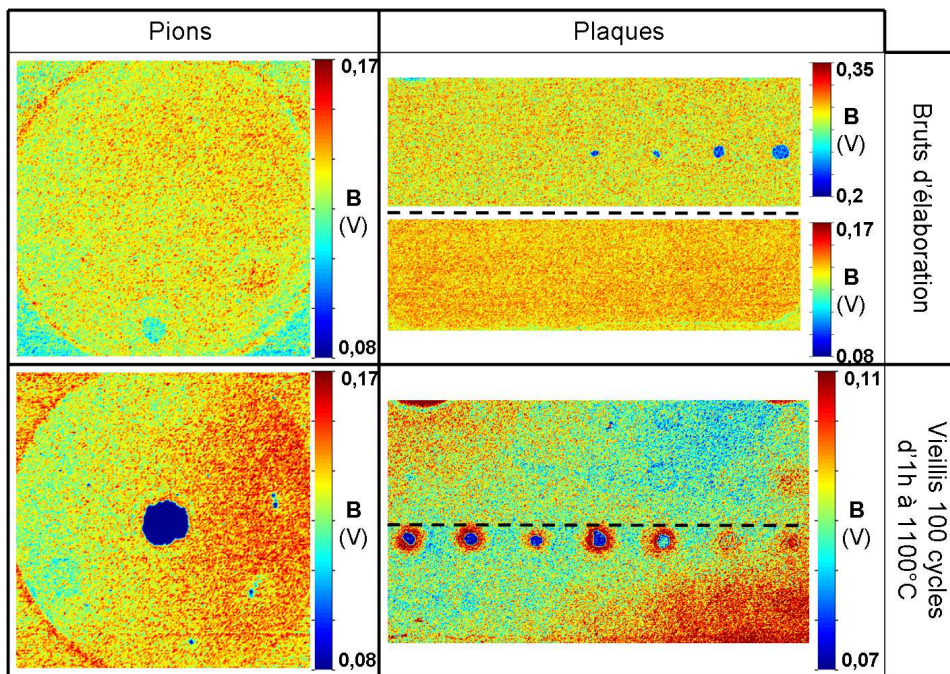 Pions
Plaques
0,17
B
(V)
0,08
0,35
B
(V)
0,2
0,17
B
(V)
0,08
Bruts d'élaboration
0,17
B
(V)
0,08
0,11
B
(V)
0,07
Vieillis 100 cycles
d'1h à 1100°C